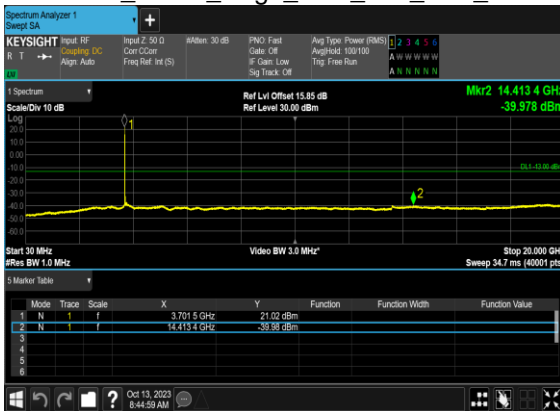 Spectrum Analyzer 1
Swept SA
+
KEYSIGHT Input: RF Input Z: 50 Ω #Atten: 30 dB PNO: Fast Avg Type: Power (RMS) 1 2 3 4 5 6
R T Coupling: DC Corr CCorr Gate: Off Avg|Hold: 100/100 A W W W W W
Align: Auto Freq Ref: Int (S) IF Gain: Low Trig: Free Run
Sig Track: Off A N N N N N
1 Spectrum Ref Lvl Offset 15.85 dB Mkr2 14.413 4 GHz
Scale/Div 10 dB Ref Level 30.00 dBm -39.978 dBm
Log
20.0
10.0
0.00
-10.0
-20.0
-30.0
-40.0
-50.0
-60.0
1
2
DL1 -13.00 dBm
Start 30 MHz Video BW 3.0 MHz* Stop 20.000 GHz
#Res BW 1.0 MHz Sweep 34.7 ms (40001 pts)
5 Marker Table
Mode Trace Scale X Y Function Function Width Function Value
1 N 1 f 3.701 5 GHz 21.02 dBm
2 N 1 f 14.413 4 GHz -39.98 dBm
3
4
5
6
? Oct 13, 2023
8:44:59 AM